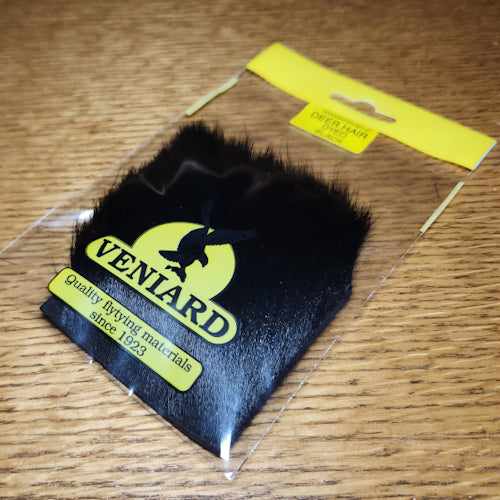 DEER HAIR
DYED
BLACK
VENIARD
Quality flytying materials
since 1923